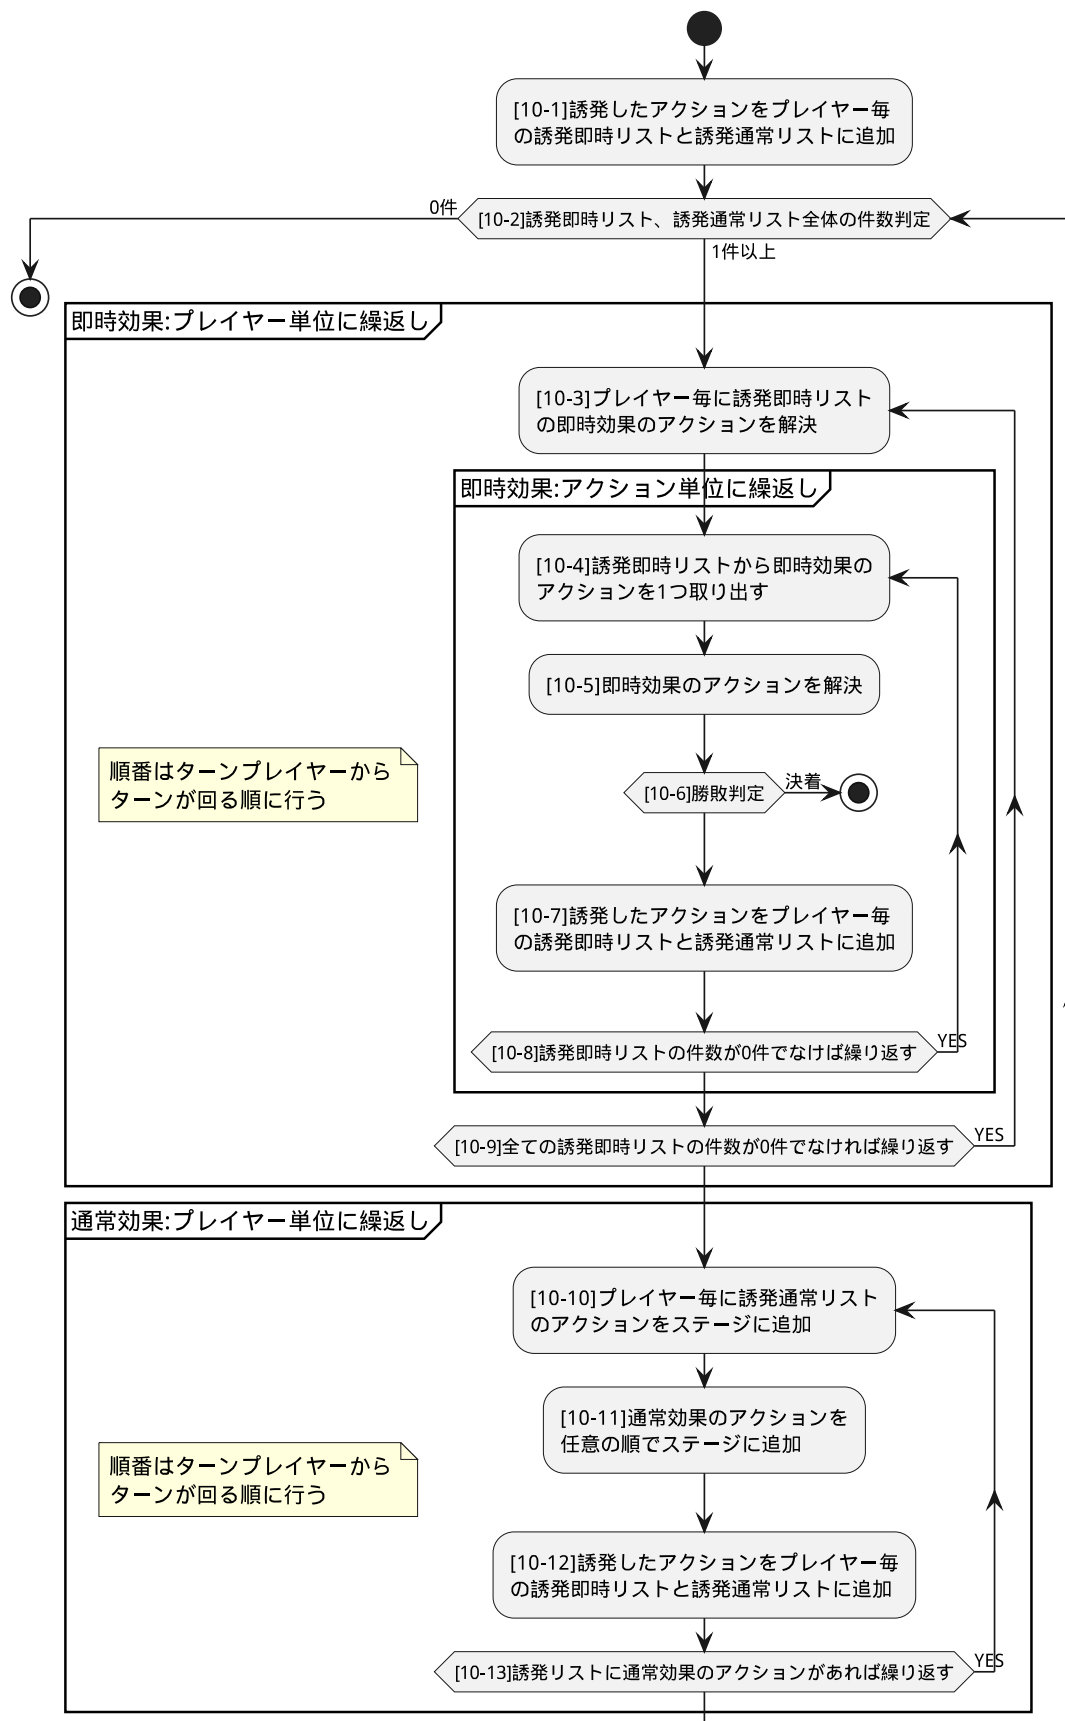 [10-1]誘発したアクションをプレイヤー毎
の誘発即時リストと誘発通常リストに追加
0件
[10-2]誘発即時リスト、誘発通常リスト全体の件数判定
1件以上
即時効果:プレイヤー単位に繰返し
[10-3]プレイヤー毎に誘発即時リスト
の即時効果のアクションを解決
即時効果:アクション単位に繰返し
[10-4]誘発即時リストから即時効果の
アクションを1つ取り出す
[10-5]即時効果のアクションを解決
順番はターンプレイヤーから
ターンが回る順に行う
[10-6]勝敗判定
決着
[10-7]誘発したアクションをプレイヤー毎
の誘発即時リストと誘発通常リストに追加
[10-8]誘発即時リストの件数が0件でなけば繰り返す
YES
[10-9]全ての誘発即時リストの件数が0件でなければ繰り返す
YES
通常効果:プレイヤー単位に繰返し
[10-10]プレイヤー毎に誘発通常リスト
のアクションをステージに追加
[10-11]通常効果のアクションを
任意の順でステージに追加
順番はターンプレイヤーから
ターンが回る順に行う
[10-12]誘発したアクションをプレイヤー毎
の誘発即時リストと誘発通常リストに追加
[10-13]誘発リストに通常効果のアクションがあれば繰り返す
YES